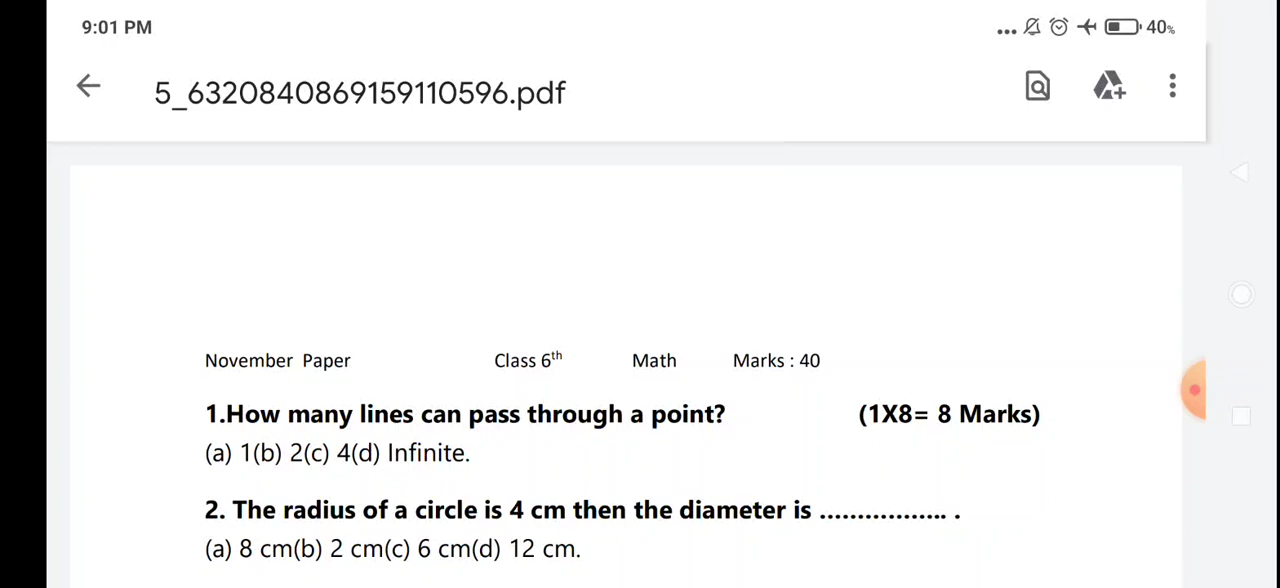 9:01 PM
... 40%
5_6320840869159110596.pdf
November Paper Class 6th Math Marks : 40
1.How many lines can pass through a point? (1X8= 8 Marks)
(a) 1(b) 2(c) 4(d) Infinite.
2. The radius of a circle is 4 cm then the diameter is ................. .
(a) 8 cm(b) 2 cm(c) 6 cm(d) 12 cm.